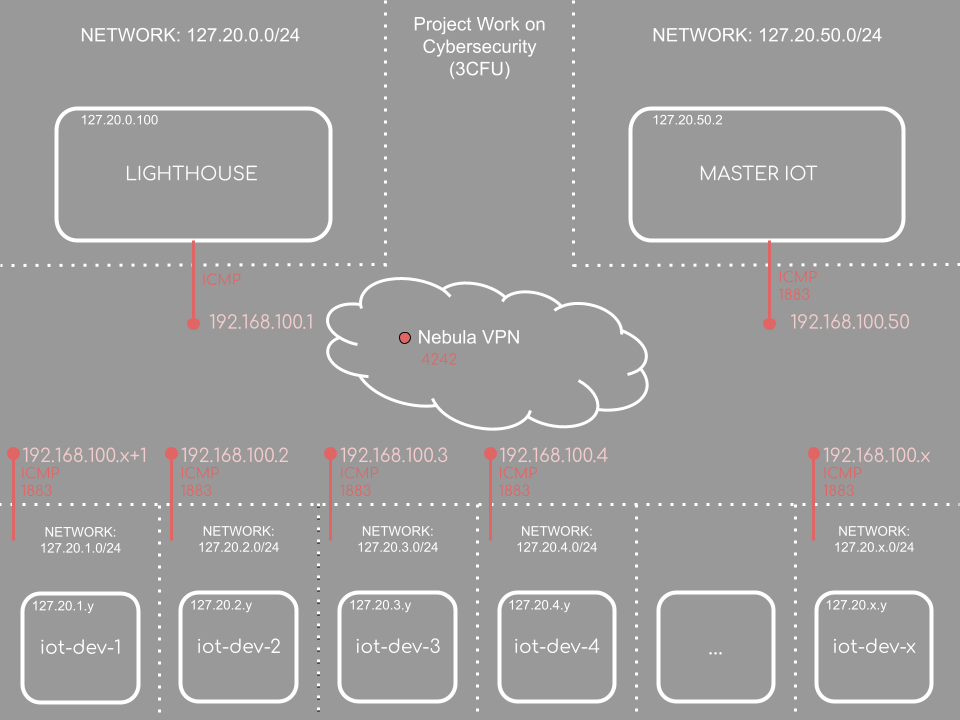 NETWORK: 127.20.0.0/24
Project Work on
Cybersecurity
(3CFU)
NETWORK: 127.20.50.0/24
127.20.0.100
LIGHTHOUSE
127.20.50.2
MASTER IOT
ICMP
192.168.100.1
ICMP
1883
192.168.100.50
Nebula VPN
4242
192.168.100.x+1
ICMP
1883
192.168.100.2
ICMP
1883
192.168.100.3
ICMP
1883
192.168.100.4
ICMP
1883
192.168.100.x
ICMP
1883
NETWORK:
127.20.1.0/24
NETWORK:
127.20.2.0/24
NETWORK:
127.20.3.0/24
NETWORK:
127.20.4.0/24
NETWORK:
127.20.x.0/24
127.20.1.y
iot-dev-1
127.20.2.y
iot-dev-2
127.20.3.y
iot-dev-3
127.20.4.y
iot-dev-4
...
127.20.x.y
iot-dev-x